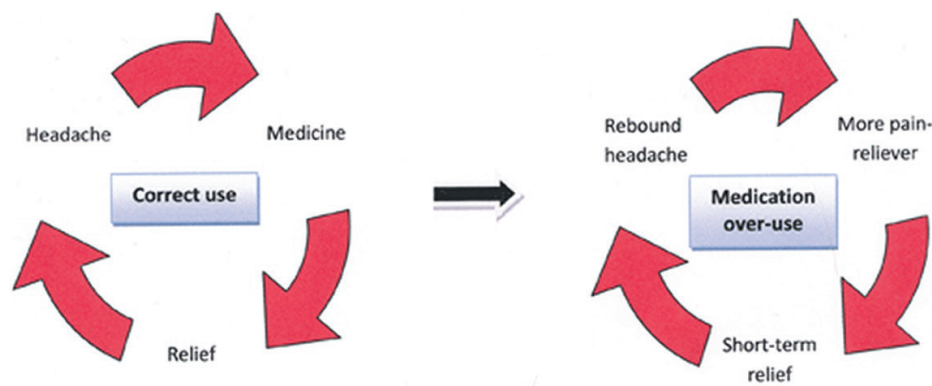 Headache
Medicine
Correct use
Relief
Rebound
headache
More pain-
reliever
Medication
over-use
Short-term
relief